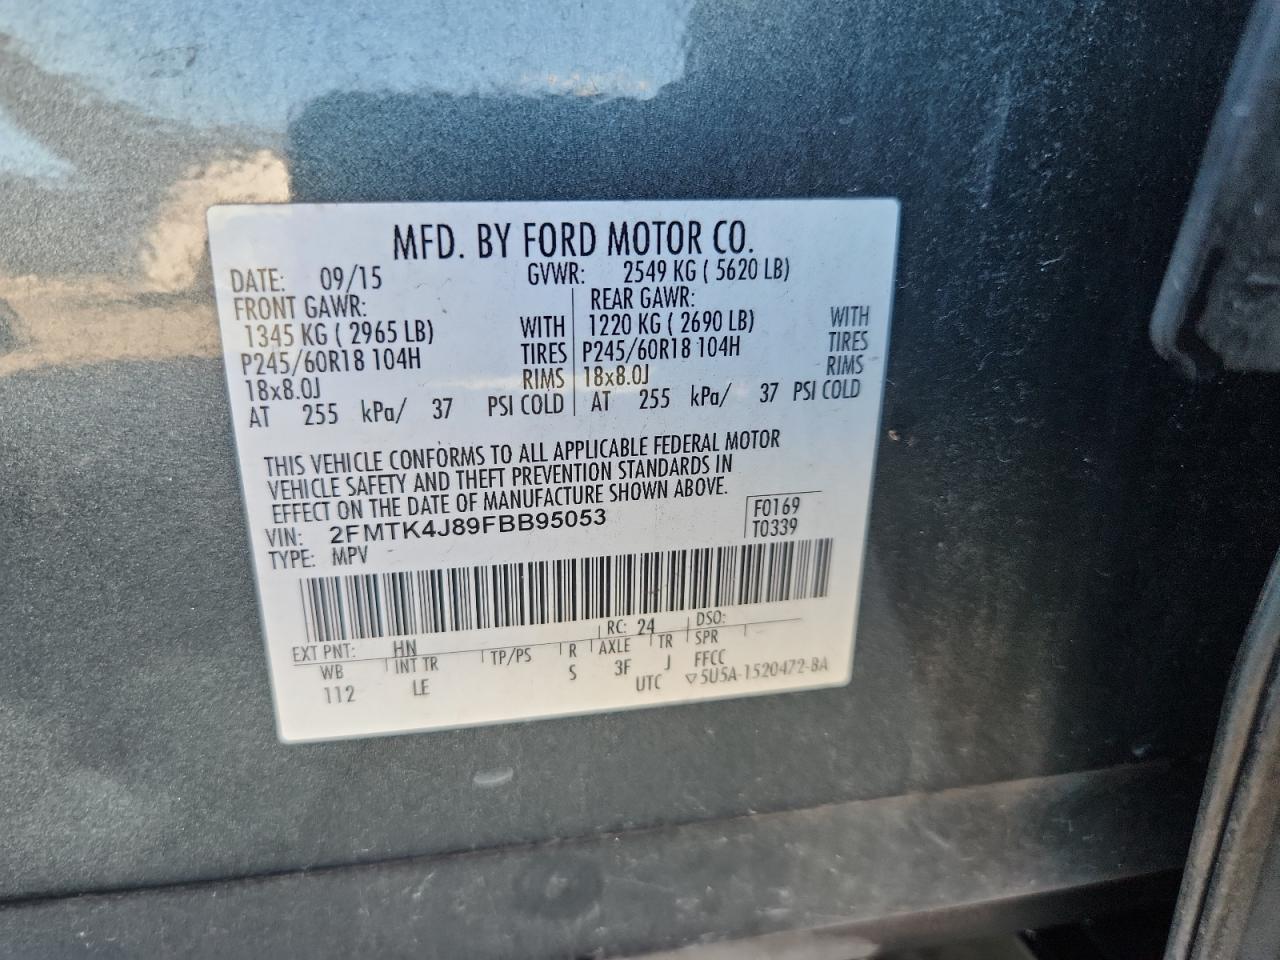 MFD. BY FORD MOTOR CO.
DATE: 09/15 GVWR: 2549 KG ( 5620 LB)
FRONT GAWR: REAR GAWR:
1345 KG ( 2965 LB) WITH 1220 KG ( 2690 LB) WITH
P245/60R18 104H TIRES P245/60R18 104H TIRES
18x8.0J RIMS 18x8.0J RIMS
AT 255 kPa/ 37 PSI COLD AT 255 kPa/ 37 PSI COLD
THIS VEHICLE CONFORMS TO ALL APPLICABLE FEDERAL MOTOR
VEHICLE SAFETY AND THEFT PREVENTION STANDARDS IN
EFFECT ON THE DATE OF MANUFACTURE SHOWN ABOVE.
VIN: 2FMTK4J89FBB95053 F0169
TYPE: MPV T0339
EXT PNT: HN RC: 24 DSO:
WB INT TR TP/PS R AXLE TR SPR
112 LE S 3F J FFCC
UTC ▽5U5A-1520472-BA